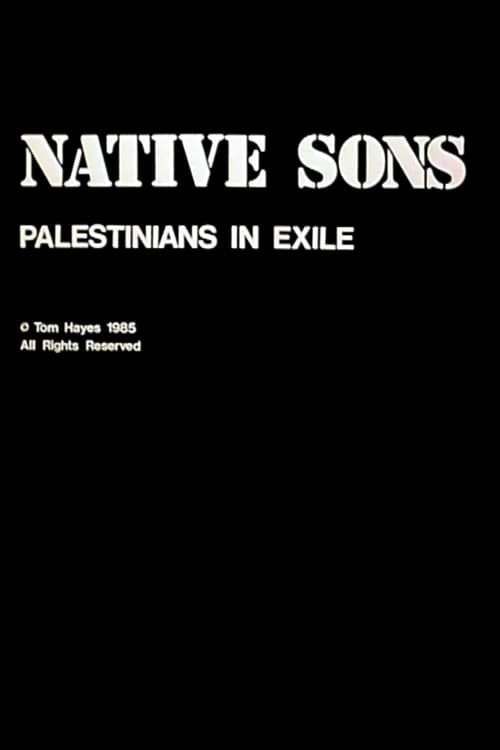 NATIVE SONS
PALESTINIANS IN EXILE
© Tom Hayes 1985
All Rights Reserved